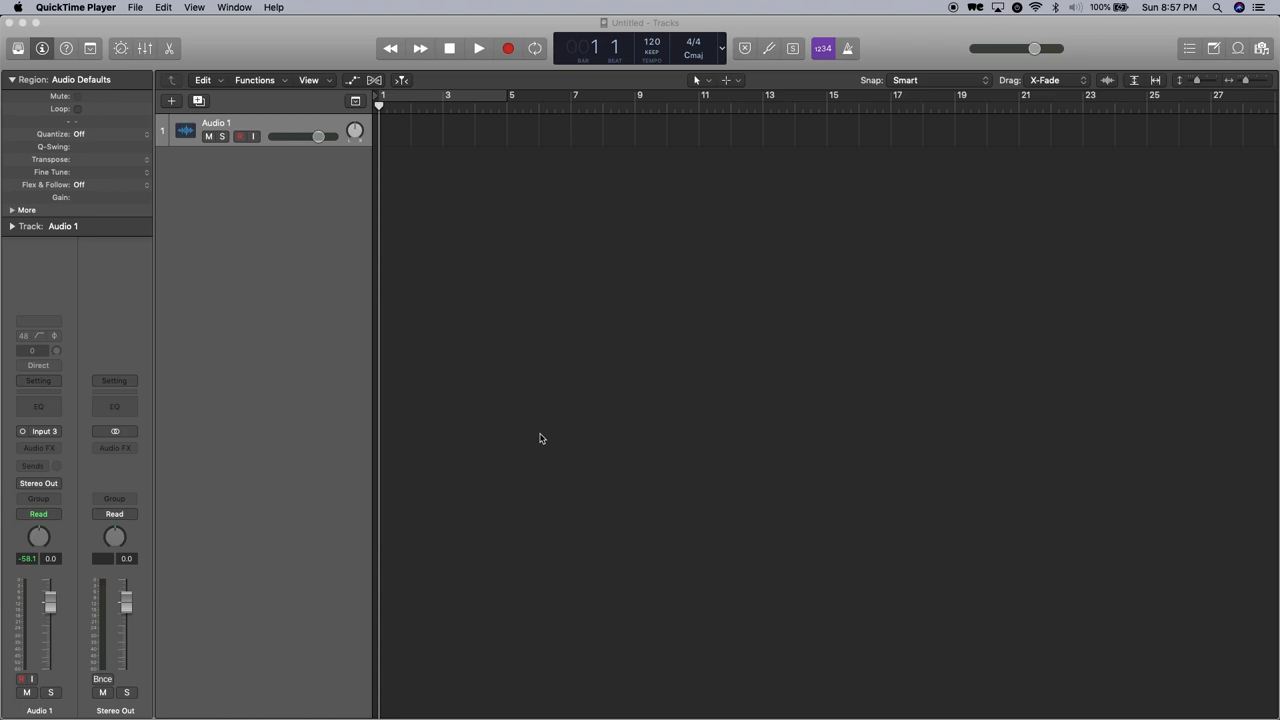 QuickTime Player File Edit View Window Help 100% Sun 8:57 PM
Untitled - Tracks
1 1 120 4/4
KEEP Cmaj
BAR BEAT TEMPO
1234
S
Region: Audio Defaults
Edit Functions View Snap: Smart Drag: X-Fade
Mute:
Loop:
- -
Quantize: Off
Q-Swing:
Transpose:
Fine Tune:
Flex & Follow: Off
Gain:
More
Track: Audio 1
1 3 5 7 9 11 13 15 17 19 21 23 25 27
1 Audio 1
M S R I
L R
48
0
Direct
Setting Setting
EQ EQ
Input 3
Audio FX Audio FX
Sends
Stereo Out
Group Group
Read Read
-58.1 0.0 0.0
R I Bnce
M S M S
Audio 1 Stereo Out